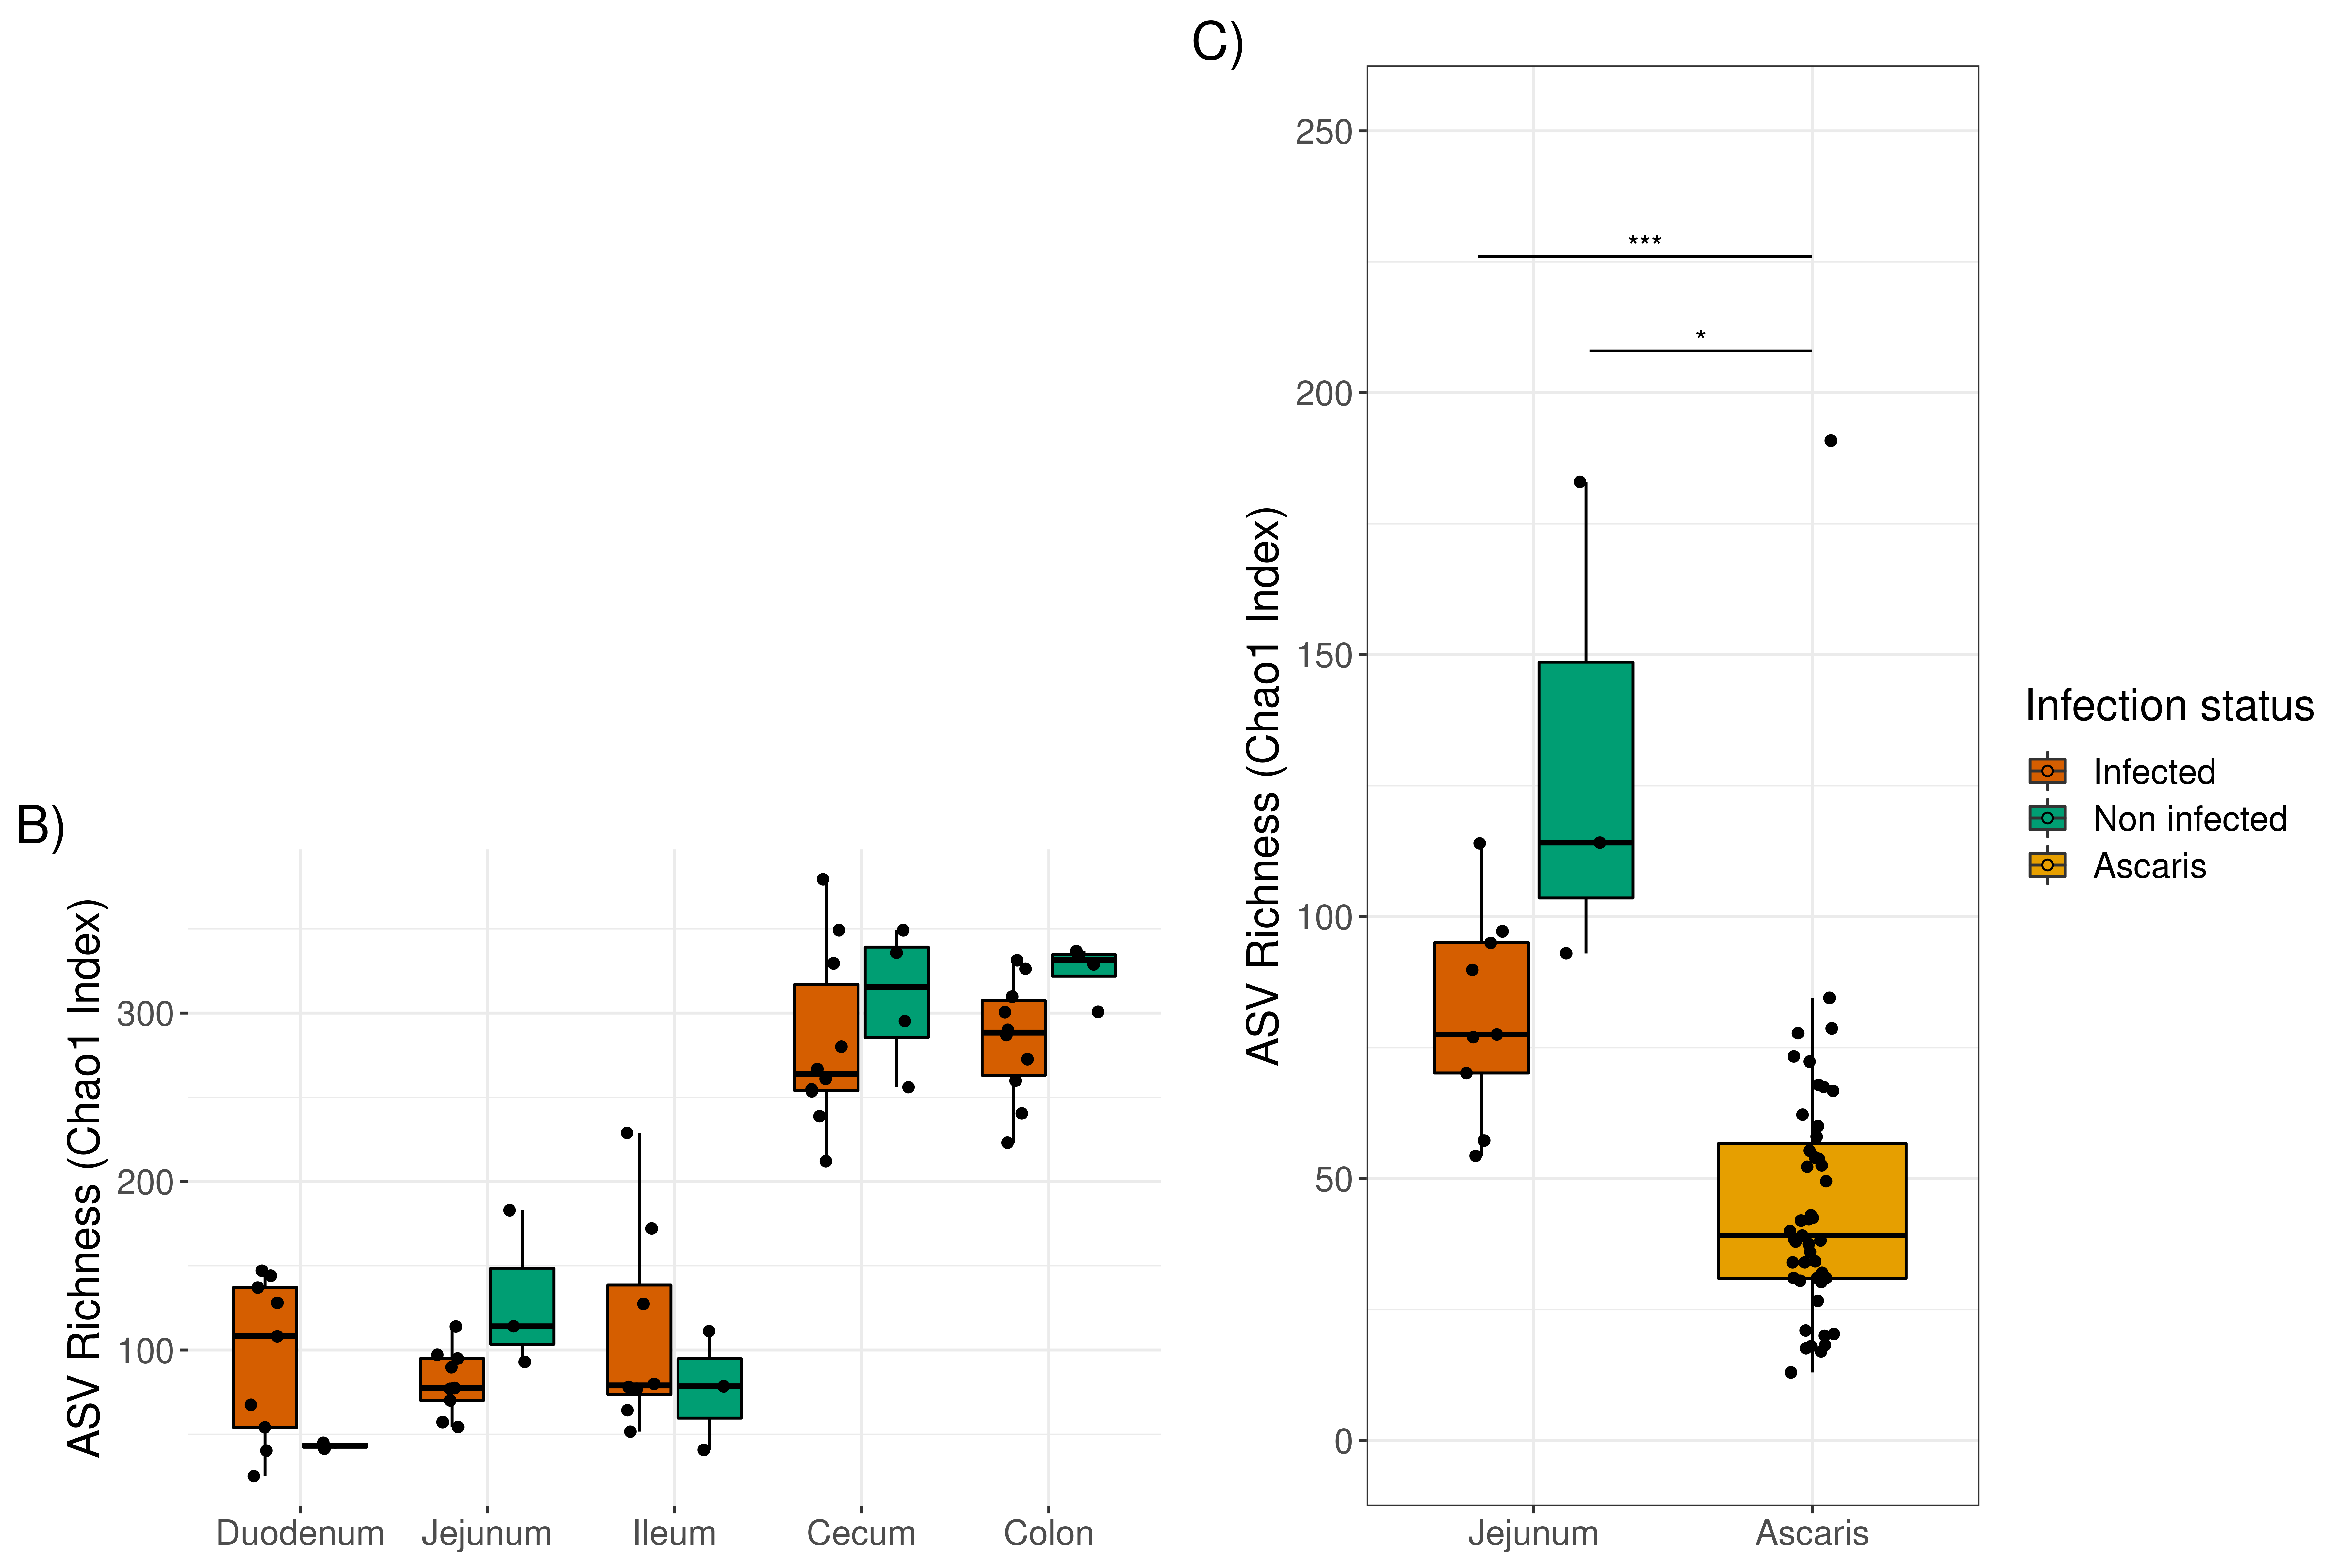 C)
250
200
150
100
50
0
ASV Richness (Chao1 Index)
***
*
Jejunum Ascaris
Infection status
Infected
Non infected
Ascaris
B)
ASV Richness (Chao1 Index)
300
200
100
Duodenum Jejunum Ileum Cecum Colon